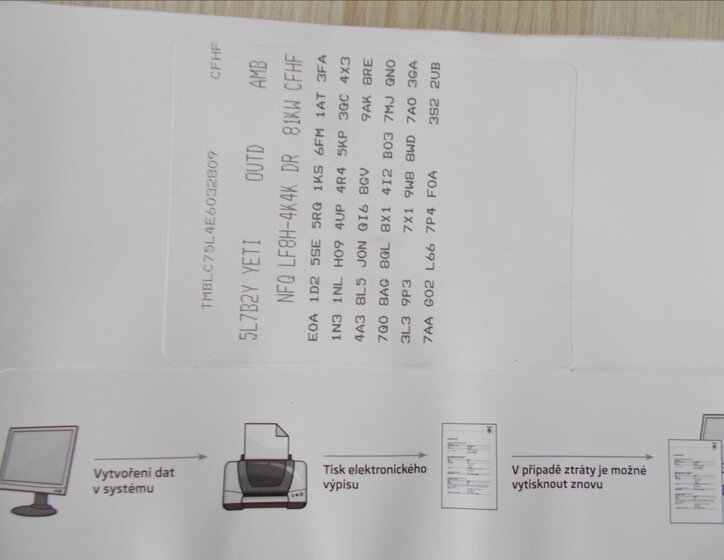 TMBLC75L4E6032809 CFHF
5L7B2Y YETI OUTD AMB
NFQ LF8H-4K4K DR 81KW CFHF
E0A 1D2 5SE 5RQ 1KS 6FM 1AT 3FA
1N3 1NL H09 4UP 4R4 5KP 3QC 4X3
4A3 8L5 J0N QI6 8GV 9AK 8RE
7Q0 8AG 8QL 8X1 4I2 B03 7MJ QN0
3L3 9P3 7X1 9W8 8WD 7A0 3GA
7AA G02 L66 7P4 F0A 3S2 2UB
Vytvoření dat
v systému
Tisk elektronického
výpisu
V případě ztráty je možné
vytisknout znovu